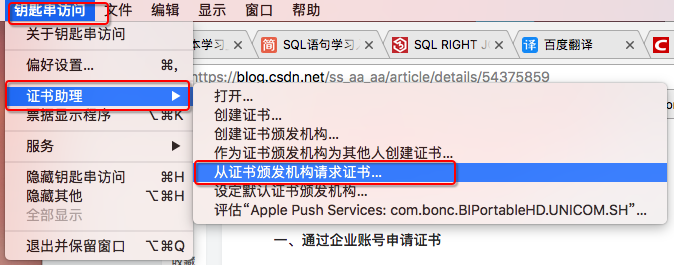 钥匙串访问 文件 编辑 显示 窗口 帮助
关于钥匙串访问
本学习 简 SQL语句学习 SQL RIGHT JO 译 百度翻译
偏好设置... ⌘,
https://blog.csdn.net/ss_aa_aa/article/details/54375859
证书助理 ▶
打开...
票据显示程序 ⌥⌘K
创建证书...
创建证书颁发机构...
服务 ▶
作为证书颁发机构为其他人创建证书...
隐藏钥匙串访问 ⌘H
从证书颁发机构请求证书...
隐藏其他 ⌥⌘H
设定默认证书颁发机构...
全部显示
评估“Apple Push Services: com.bonc.BIPortableHD.UNICOM.SH”...
退出并保留窗口 ⌥⌘Q
一、通过企业账号申请证书